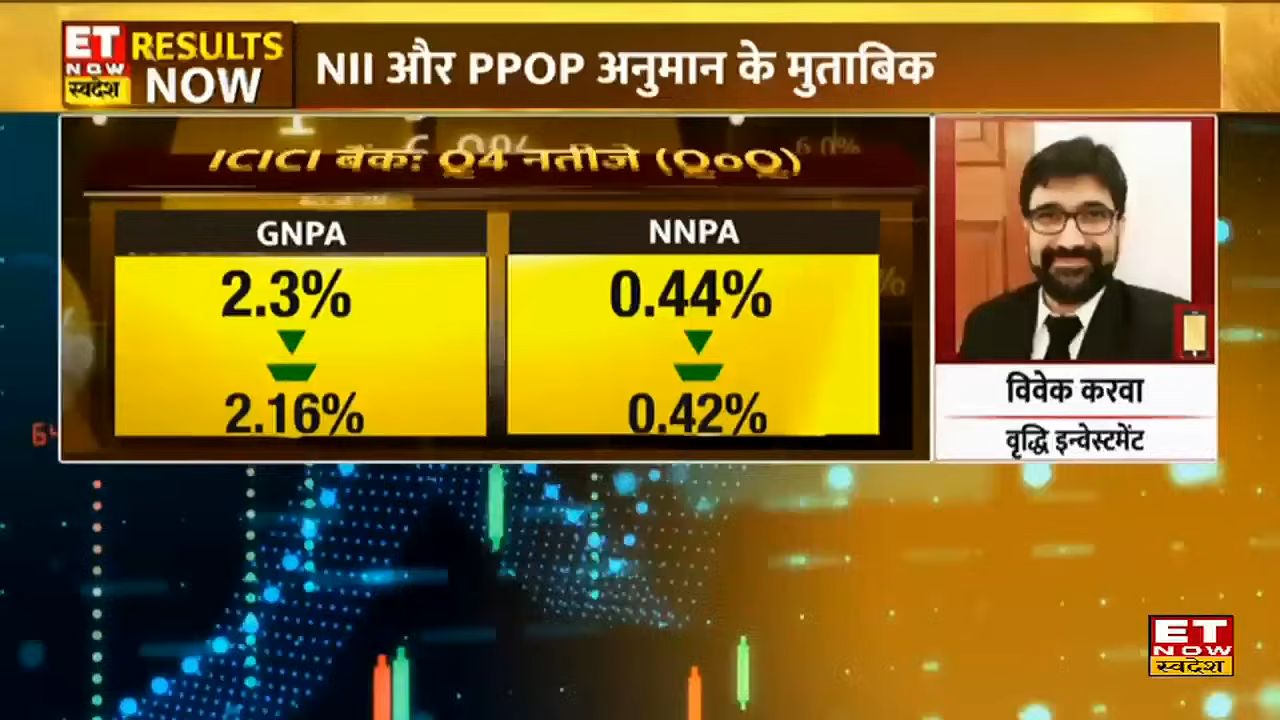 ET
NOW
स्वदेश
RESULTS
NOW
NII और PPOP अनुमान के मुताबिक
ICICI बैंक: Q4 नतीजे (QoQ)
GNPA
2.3%
2.16%
NNPA
0.44%
0.42%
विवेक करवा
वृद्धि इन्वेस्टमेंट
ET
NOW
स्वदेश